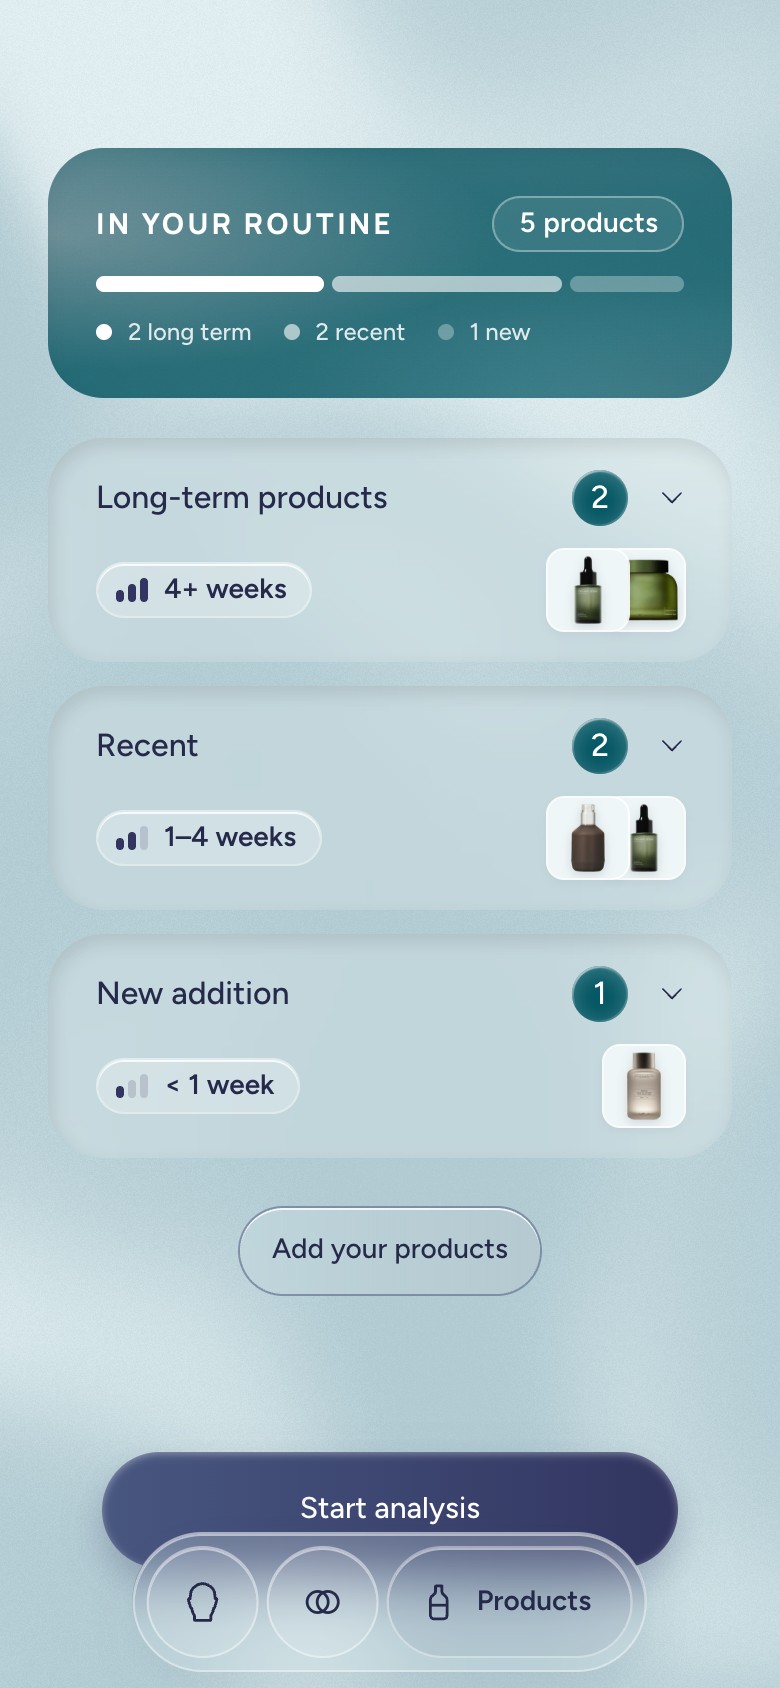 IN YOUR ROUTINE
5 products
2 long term
2 recent
1 new
Long-term products
2
4+ weeks
Recent
2
1–4 weeks
New addition
1
< 1 week
Add your products
Start analysis
Products